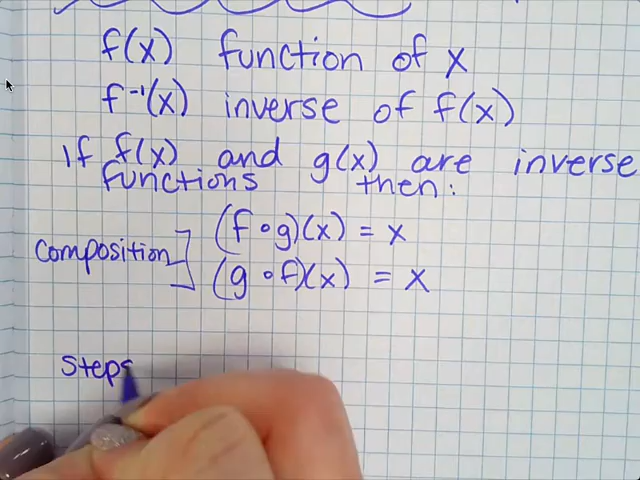 f(x) function of x
f⁻¹(x) inverse of f(x)
If f(x) and g(x) are inverse
functions then:
(f∘g)(x) = x
Composition
(g∘f)(x) = x
Steps